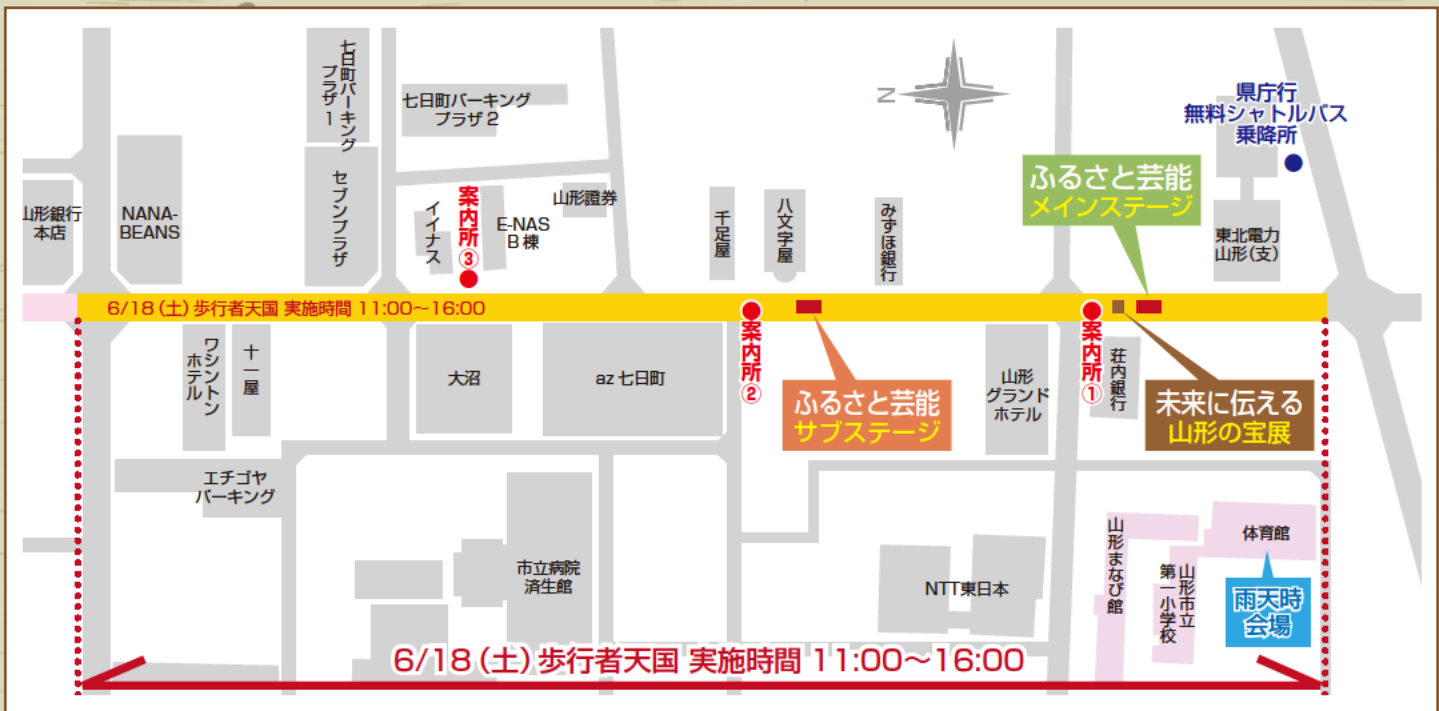 七日町パーキング
プラザ1
七日町パーキング
プラザ2
N
県庁行
無料シャトルバス
乗降所
山形銀行
本店
NANA-
BEANS
セブンプラザ
イイナス
案内所③
E-NAS
B棟
山形證券
千足屋
八文字屋
みずほ銀行
ふるさと芸能
メインステージ
東北電力
山形(支)
6/18(土)歩行者天国 実施時間 11:00〜16:00
ワシントン
ホテル
十一屋
大沼
az 七日町
案内所②
ふるさと芸能
サブステージ
山形
グランド
ホテル
案内所①
荘内銀行
未来に伝える
山形の宝展
エチゴヤ
パーキング
市立病院
済生館
NTT東日本
山形まなび館
山形市立
第一小学校
体育館
雨天時
会場
6/18(土)歩行者天国 実施時間 11:00〜16:00